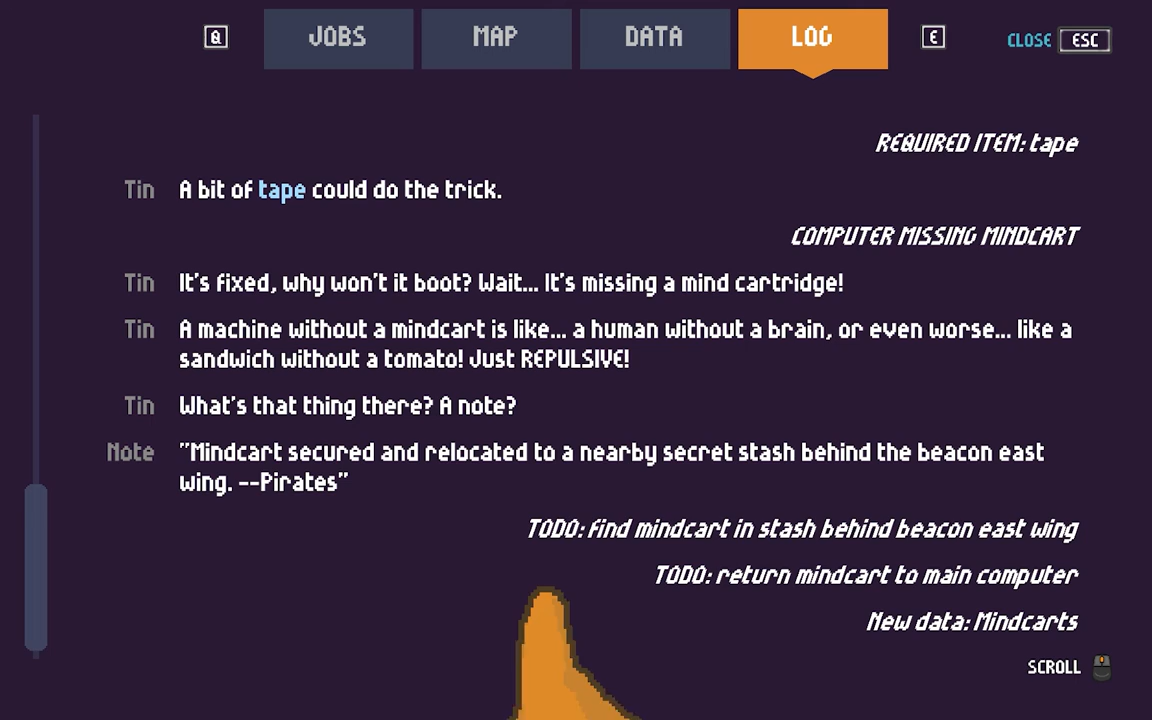 Q JOBS MAP DATA LOG E CLOSE ESC
REQUIRED ITEM: tape
Tin A bit of tape could do the trick.
COMPUTER MISSING MINDCART
Tin It's fixed, why won't it boot? Wait... It's missing a mind cartridge!
Tin A machine without a mindcart is like... a human without a brain, or even worse... like a
sandwich without a tomato! Just REPULSIVE!
Tin What's that thing there? A note?
Note "Mindcart secured and relocated to a nearby secret stash behind the beacon east
wing. --Pirates"
TODO: find mindcart in stash behind beacon east wing
TODO: return mindcart to main computer
New data: Mindcarts
SCROLL